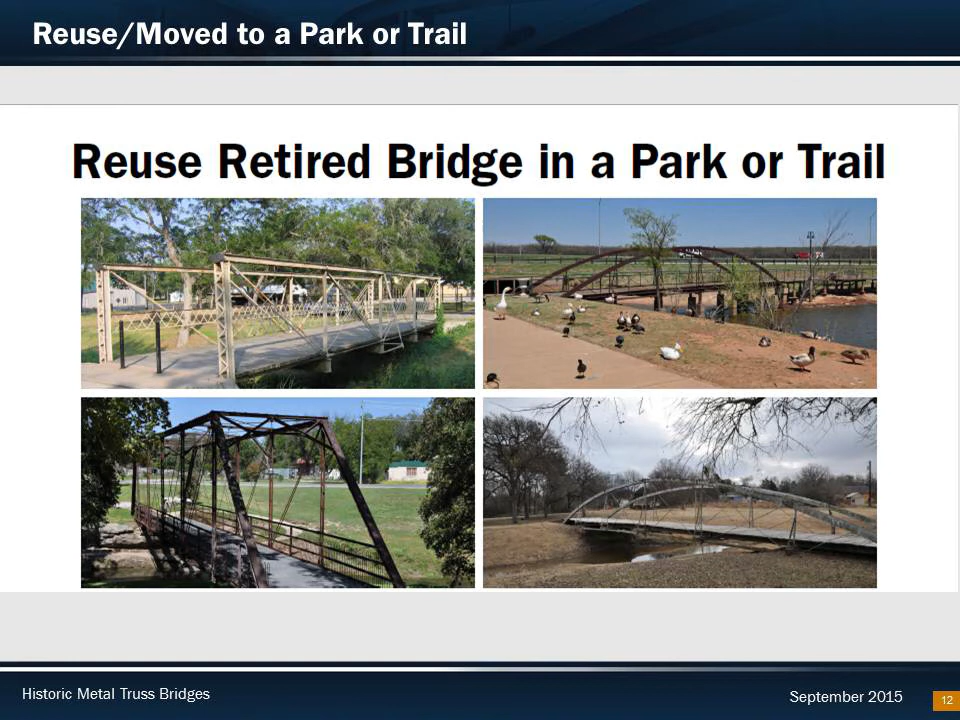 Reuse/Moved to a Park or Trail
Reuse Retired Bridge in a Park or Trail
Historic Metal Truss Bridges
September 2015
12